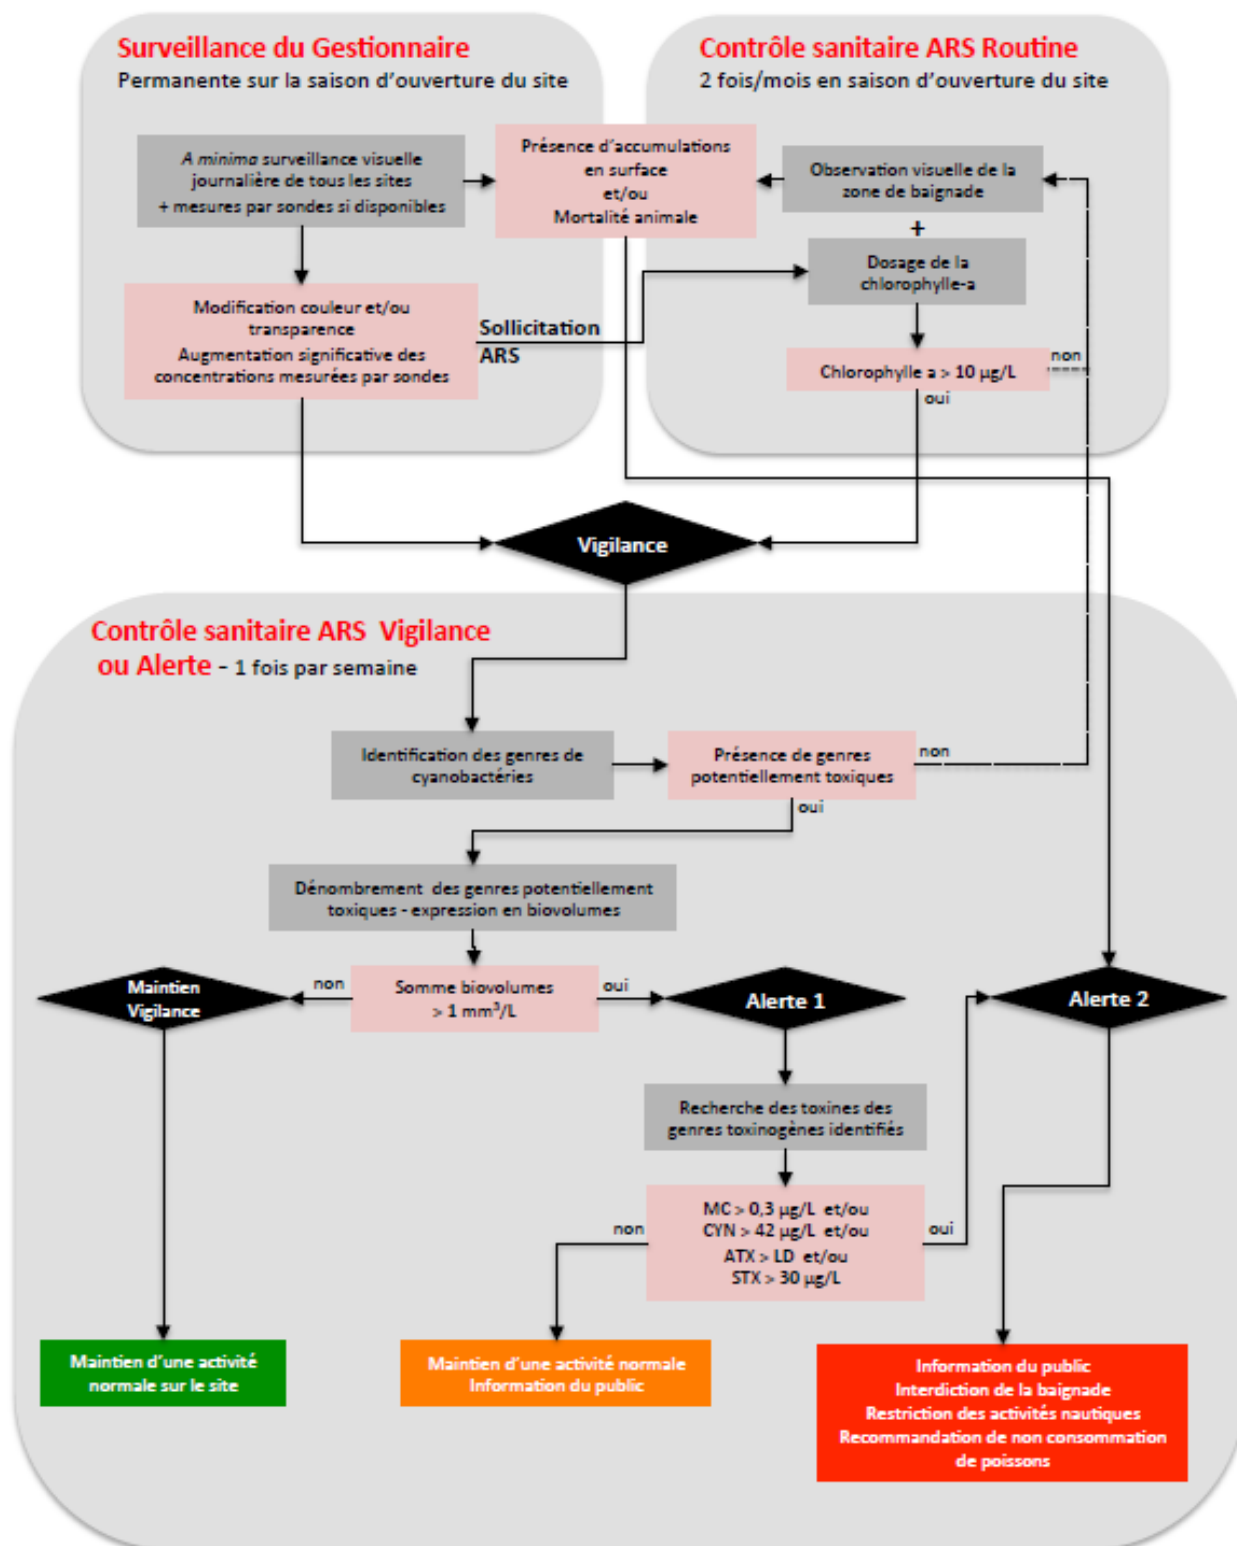 Surveillance du Gestionnaire
Permanente sur la saison d'ouverture du site
Contrôle sanitaire ARS Routine
2 fois/mois en saison d'ouverture du site
A minima surveillance visuelle
journalière de tous les sites
+ mesures par sondes si disponibles
Présence d'accumulations
en surface
et/ou
Mortalité animale
Observation visuelle de la
zone de baignade
+
Dosage de la
chlorophylle-a
Modification couleur et/ou
transparence
Augmentation significative des
concentrations mesurées par sondes
Sollicitation
ARS
Chlorophylle a > 10 µg/L
non
oui
Vigilance
Contrôle sanitaire ARS Vigilance
ou Alerte - 1 fois par semaine
Identification des genres de
cyanobactéries
Présence de genres
potentiellement toxiques
non
oui
Dénombrement des genres potentiellement
toxiques - expression en biovolumes
Maintien
Vigilance
non
Somme biovolumes
> 1 mm³/L
oui
Alerte 1
Alerte 2
Recherche des toxines des
genres toxinogènes identifiés
non
MC > 0,3 µg/L et/ou
CYN > 42 µg/L et/ou
ATX > LD et/ou
STX > 30 µg/L
oui
Maintien d'une activité
normale sur le site
Maintien d'une activité normale
Information du public
Information du public
Interdiction de la baignade
Restriction des activités nautiques
Recommandation de non consommation
de poissons